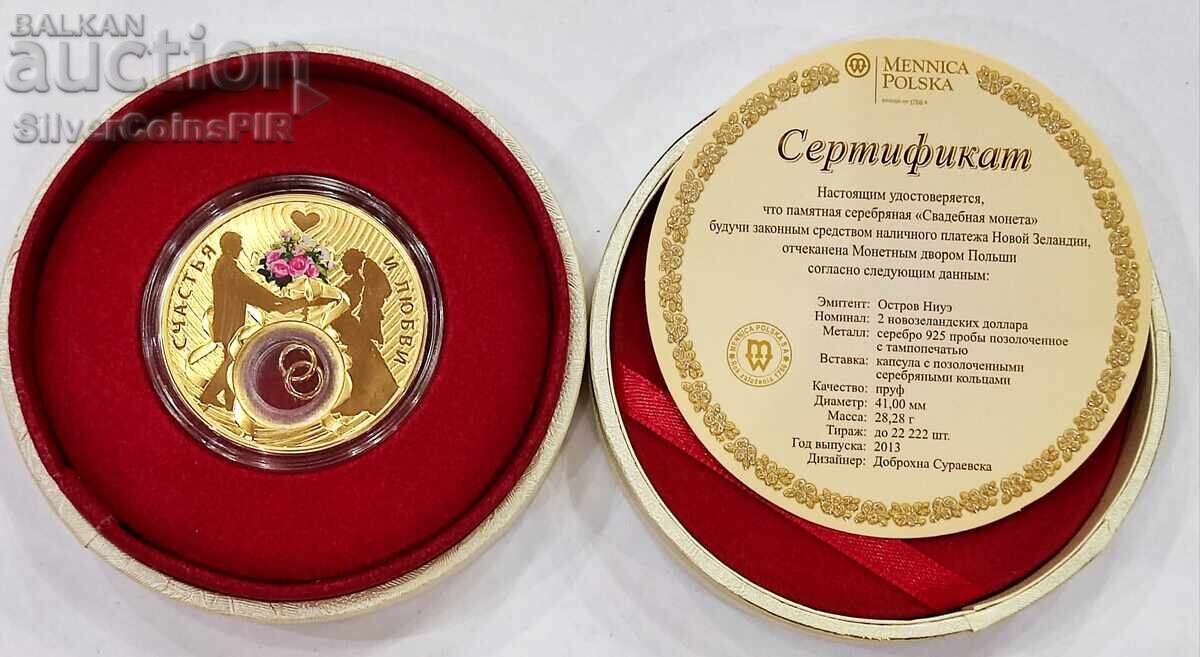 BALKAN
auction
SilverCoinsPIR
СЧАСТЬЯ
И ЛЮБВИ
MENNICA
POLSKA
Сертификат
Настоящим удостоверяется,
что памятная серебряная «Свадебная монета»
будучи законным средством наличного платежа Новой Зеландии,
отчеканена Монетным двором Польши
согласно следующим данным:
Эмитент: Остров Ниуэ
Номинал: 2 новозеландских доллара
Металл: серебро 925 пробы позолоченное
с тампопечатью
Вставка: капсула с позолоченными
серебряными кольцами
Качество: пруф
Диаметр: 41,00 мм
Масса: 28,28 г
Тираж: до 22 222 шт.
Год выпуска: 2013
Дизайнер: Доброхна Сураевска
MENNICA POLSKA S.A.